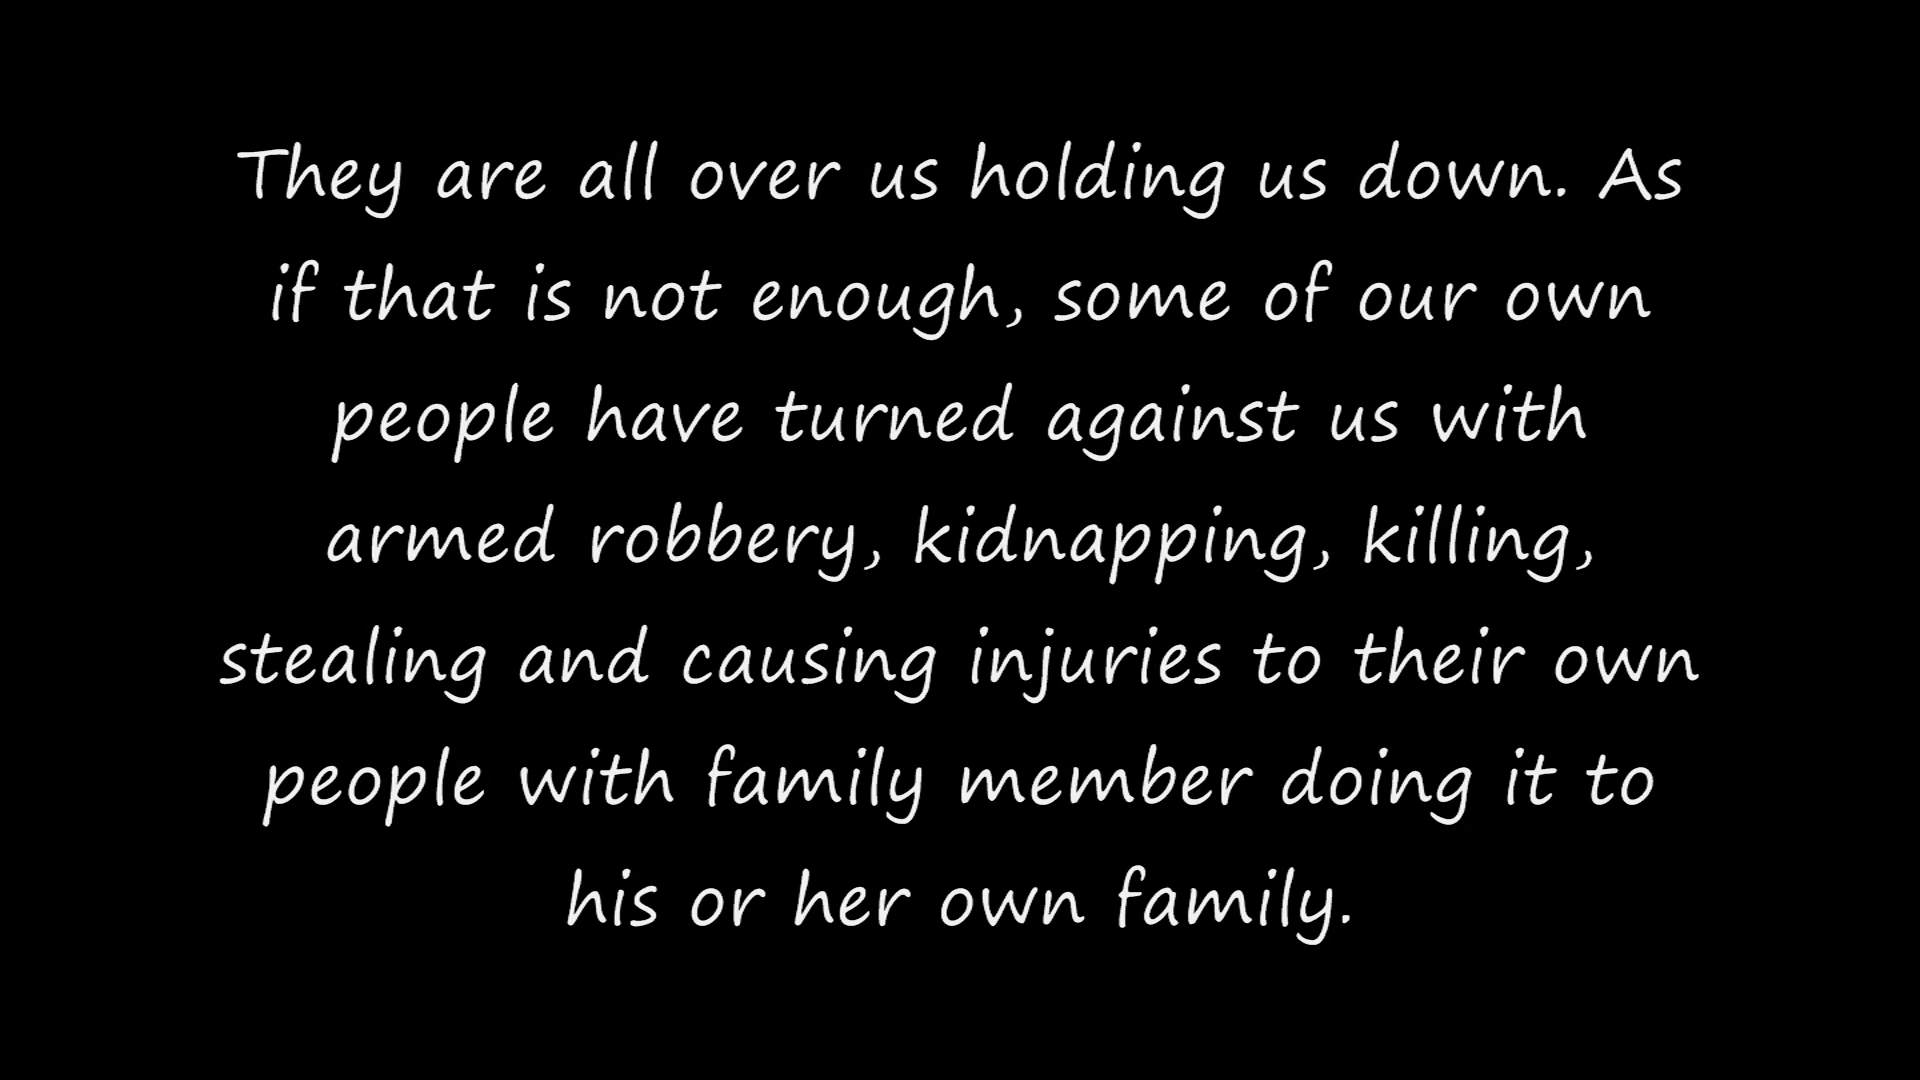 They are all over us holding us down. As
if that is not enough, some of our own
people have turned against us with
armed robbery, kidnapping, killing,
stealing and causing injuries to their own
people with family member doing it to
his or her own family.